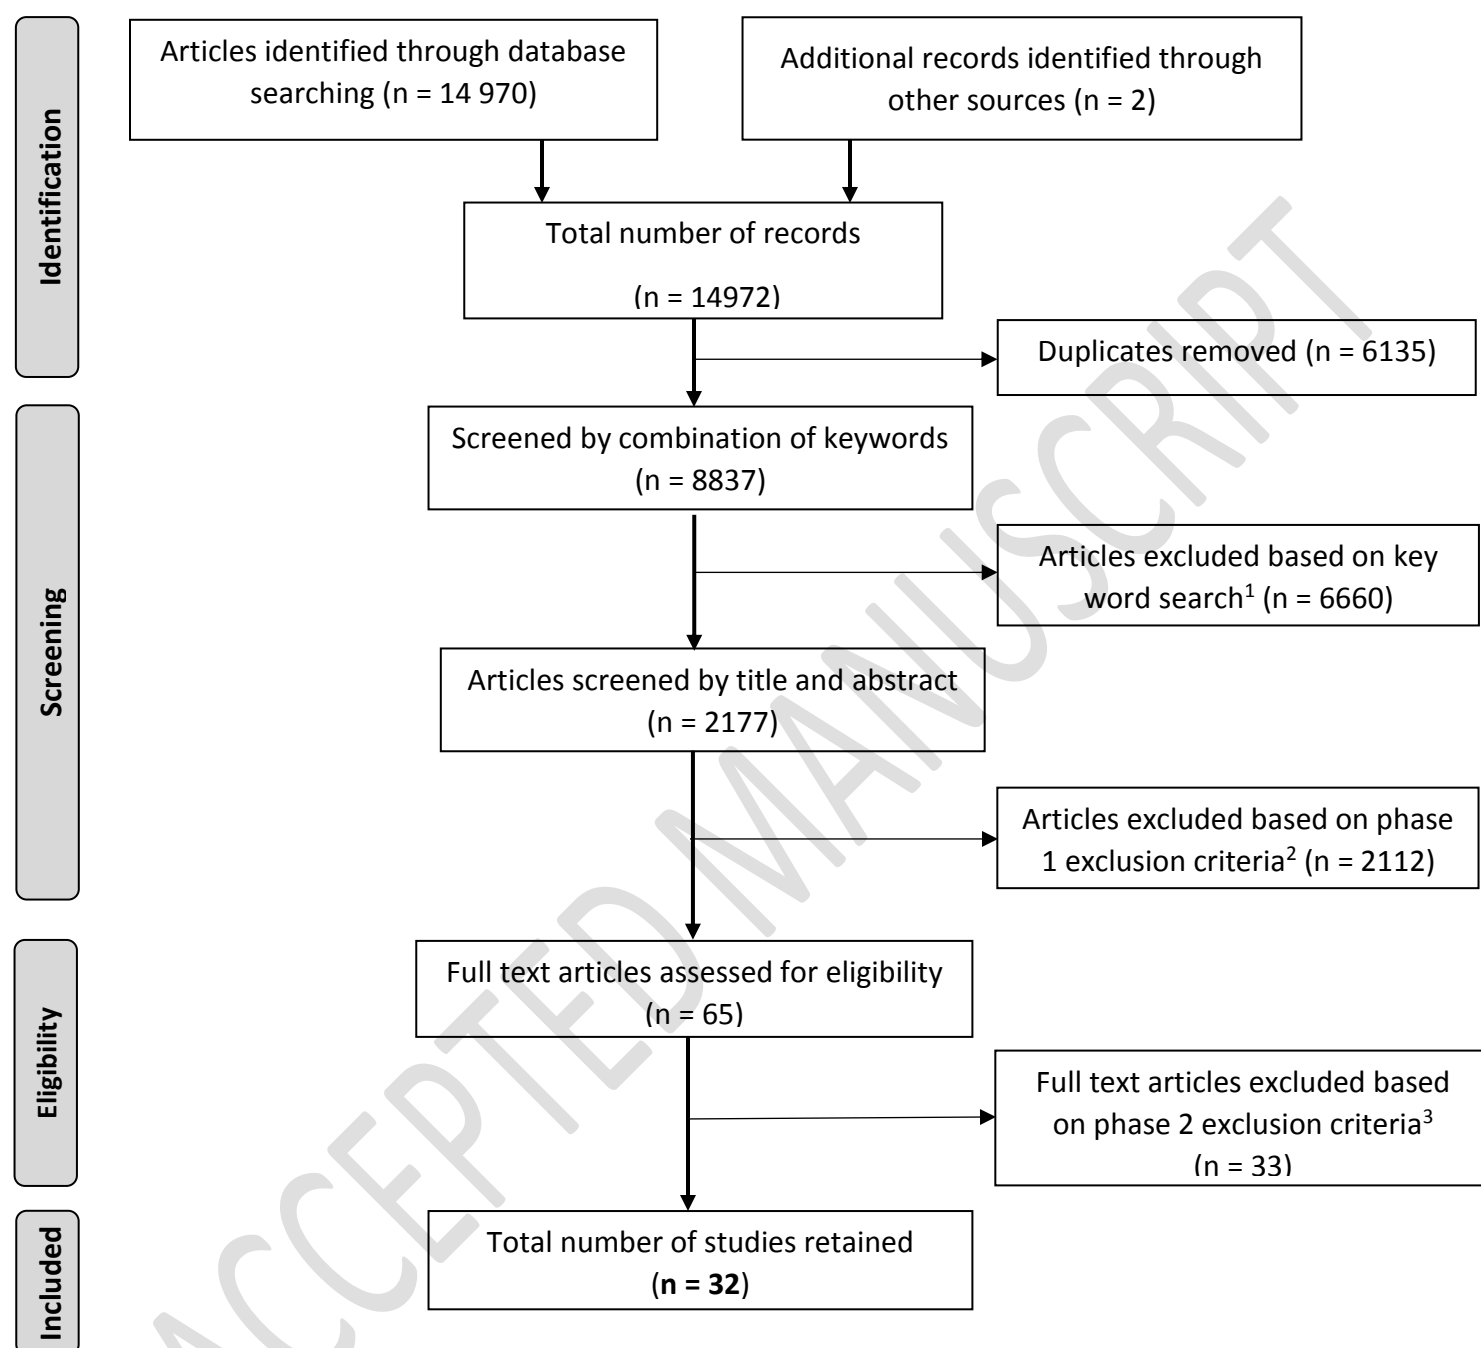 Identification
Articles identified through database
searching (n = 14 970)
Additional records identified through
other sources (n = 2)
Total number of records
(n = 14972)
Duplicates removed (n = 6135)
Screening
Screened by combination of keywords
(n = 8837)
Articles excluded based on key
word search¹ (n = 6660)
Articles screened by title and abstract
(n = 2177)
Articles excluded based on phase
1 exclusion criteria² (n = 2112)
Eligibility
Full text articles assessed for eligibility
(n = 65)
Full text articles excluded based
on phase 2 exclusion criteria³
(n = 33)
Included
Total number of studies retained
(n = 32)
ACCEPTED MANUSCRIPT